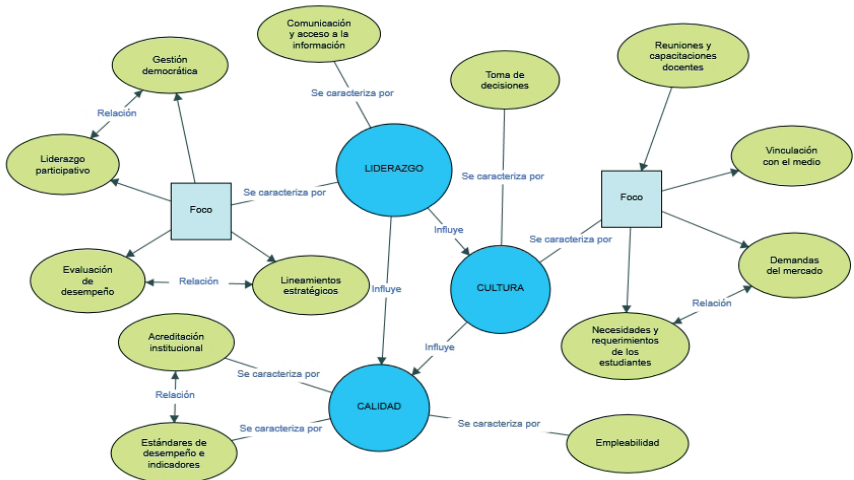 Comunicación
y acceso a la
información
Gestión
democrática
Toma de
decisiones
Reuniones y
capacitaciones
docentes
Se caracteriza por
Relación
Liderazgo
participativo
LIDERAZGO
Vinculación
con el medio
Se caracteriza por
Foco
Se caracteriza por
Foco
Influye
Se caracteriza por
Evaluación
de
desempeño
Relación
Lineamientos
estratégicos
Influye
CULTURA
Demandas
del mercado
Relación
Acreditación
institucional
Influye
Necesidades y
requerimientos
de los
estudiantes
Se caracteriza por
Relación
CALIDAD
Estándares de
desempeño e
indicadores
Se caracteriza por
Se caracteriza por
Empleabilidad